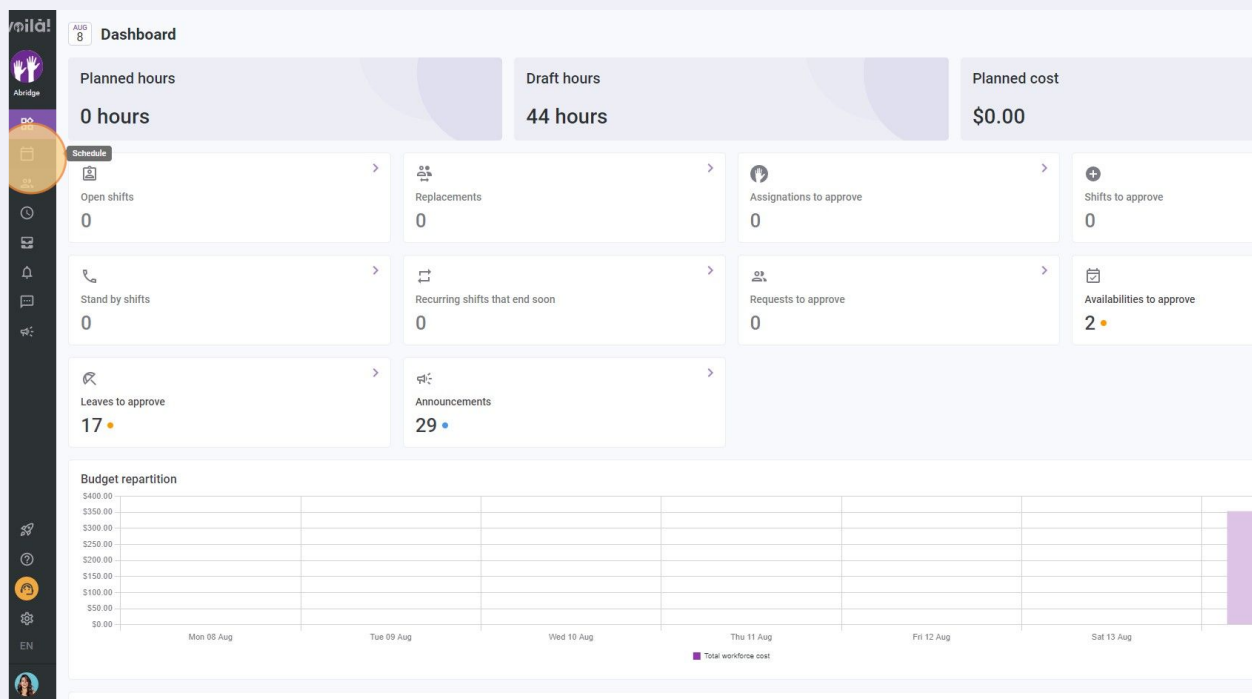 voilà!
AUG
8
Dashboard
Abridge
Planned hours
0 hours
Draft hours
44 hours
Planned cost
$0.00
Schedule
Open shifts
0
Replacements
0
Assignations to approve
0
Shifts to approve
0
Stand by shifts
0
Recurring shifts that end soon
0
Requests to approve
0
Availabilities to approve
2
Leaves to approve
17
Announcements
29
Budget repartition
$400.00
$350.00
$300.00
$250.00
$200.00
$150.00
$100.00
$50.00
$0.00
Mon 08 Aug
Tue 09 Aug
Wed 10 Aug
Thu 11 Aug
Fri 12 Aug
Sat 13 Aug
Total workforce cost
EN